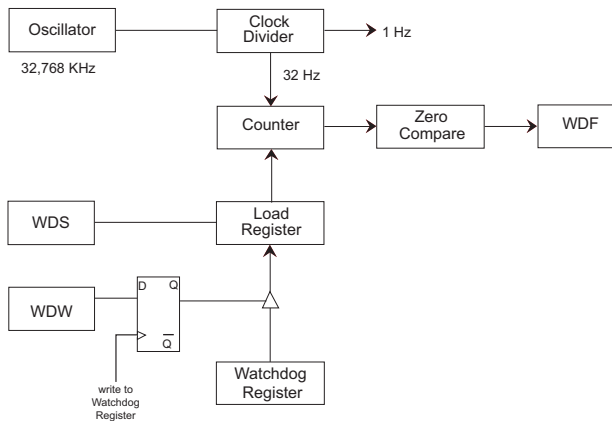 Oscillator
32,768 KHz
Clock
Divider
1 Hz
32 Hz
Counter
Zero
Compare
WDF
WDS
Load
Register
WDW
D
Q
Q
write to
Watchdog
Register
Watchdog
Register